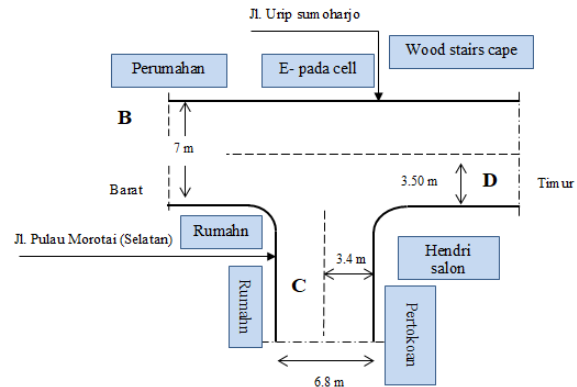 Jl. Urip sumoharjo
Perumahan
E- pada cell
Wood stairs cape
B
7 m
3.50 m
D
Barat
Timur
Jl. Pulau Morotai (Selatan)
Rumahn
3.4 m
Hendri
salon
Rumahn
C
Pertokoan
6.8 m